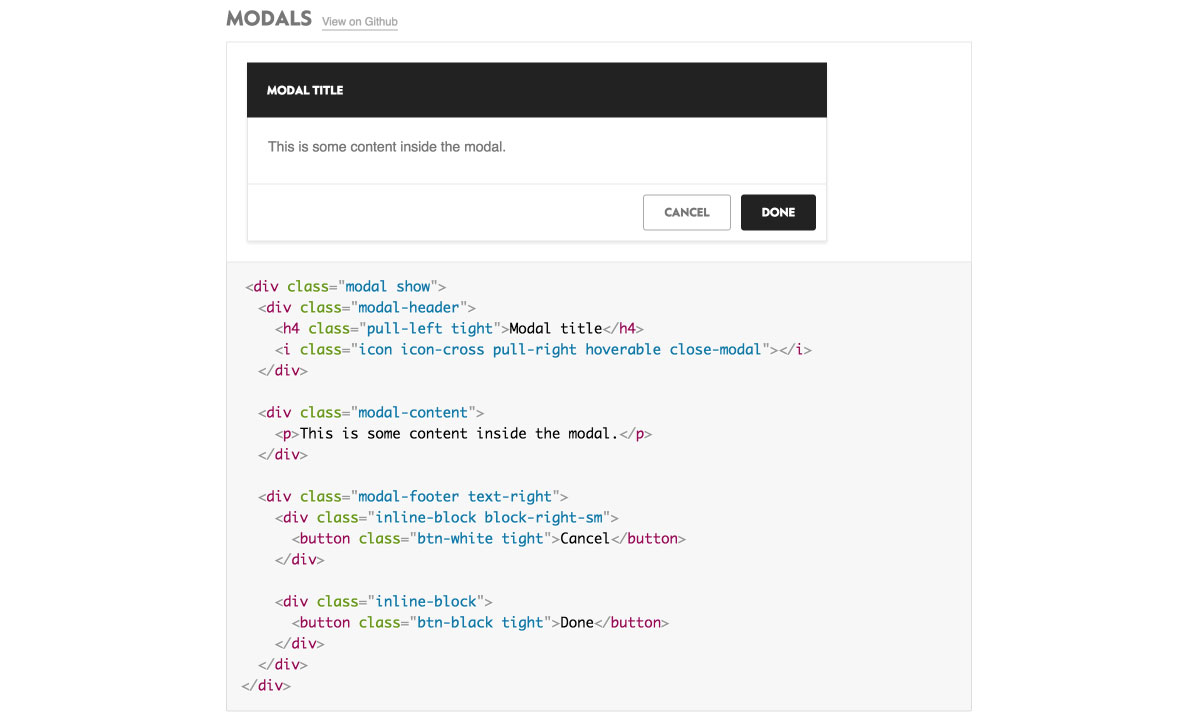 MODALS View on Github
MODAL TITLE
This is some content inside the modal.
CANCEL DONE
<div class="modal show">
  <div class="modal-header">
    <h4 class="pull-left tight">Modal title</h4>
    <i class="icon icon-cross pull-right hoverable close-modal"></i>
  </div>

  <div class="modal-content">
    <p>This is some content inside the modal.</p>
  </div>

  <div class="modal-footer text-right">
    <div class="inline-block block-right-sm">
      <button class="btn-white tight">Cancel</button>
    </div>

    <div class="inline-block">
      <button class="btn-black tight">Done</button>
    </div>
  </div>
</div>